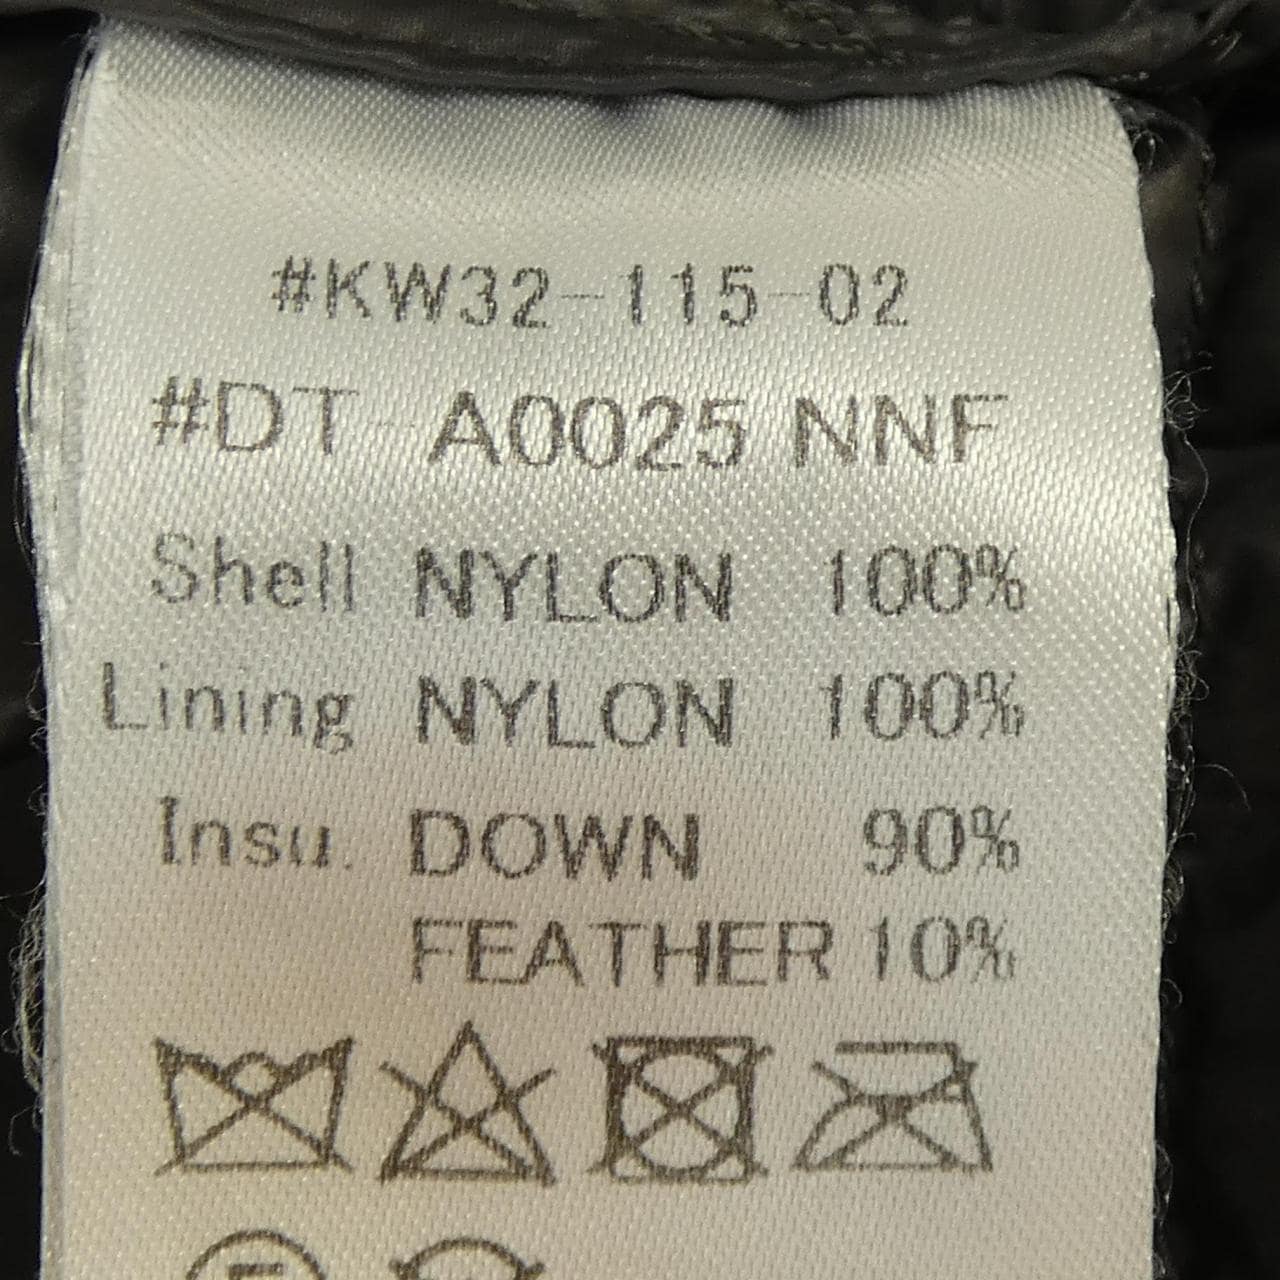 #KW32-115-02
#DT-A0025 NNF
Shell NYLON 100%
Lining NYLON 100%
Insu. DOWN 90%
FEATHER 10%